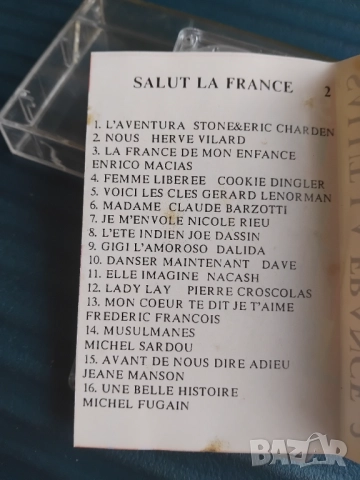 SALUT LA FRANCE 2
1. L'AVENTURA STONE&ERIC CHARDEN
2. NOUS HERVE VILARD
3. LA FRANCE DE MON ENFANCE
ENRICO MACIAS
4. FEMME LIBEREE COOKIE DINGLER
5. VOICI LES CLES GERARD LENORMAN
6. MADAME CLAUDE BARZOTTI
7. JE M'ENVOLE NICOLE RIEU
8. L'ETE INDIEN JOE DASSIN
9. GIGI L'AMOROSO DALIDA
10. DANSER MAINTENANT DAVE
11. ELLE IMAGINE NACASH
12. LADY LAY PIERRE CROSCOLAS
13. MON COEUR TE DIT JE T'AIME
FREDERIC FRANCOIS
14. MUSULMANES
MICHEL SARDOU
15. AVANT DE NOUS DIRE ADIEU
JEANE MANSON
16. UNE BELLE HISTOIRE
MICHEL FUGAIN
FRANCE
BAZAR